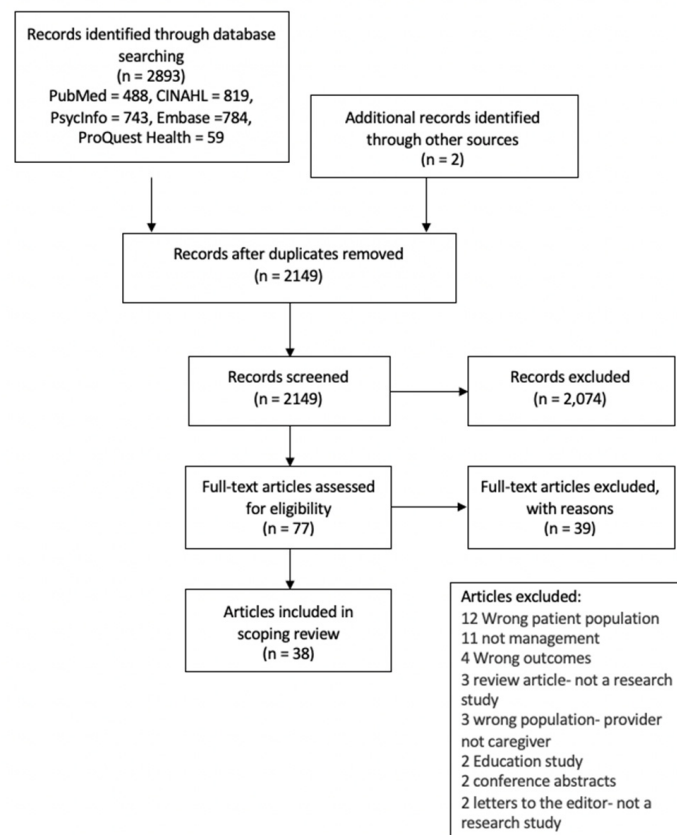 Records identified through database
searching
(n = 2893)
PubMed = 488, CINAHL = 819,
PsycInfo = 743, Embase =784,
ProQuest Health = 59
Additional records identified
through other sources
(n = 2)
Records after duplicates removed
(n = 2149)
Records screened
(n = 2149)
Records excluded
(n = 2,074)
Full-text articles assessed
for eligibility
(n = 77)
Full-text articles excluded,
with reasons
(n = 39)
Articles included in
scoping review
(n = 38)
Articles excluded:
12 Wrong patient population
11 not management
4 Wrong outcomes
3 review article- not a research
study
3 wrong population- provider
not caregiver
2 Education study
2 conference abstracts
2 letters to the editor- not a
research study